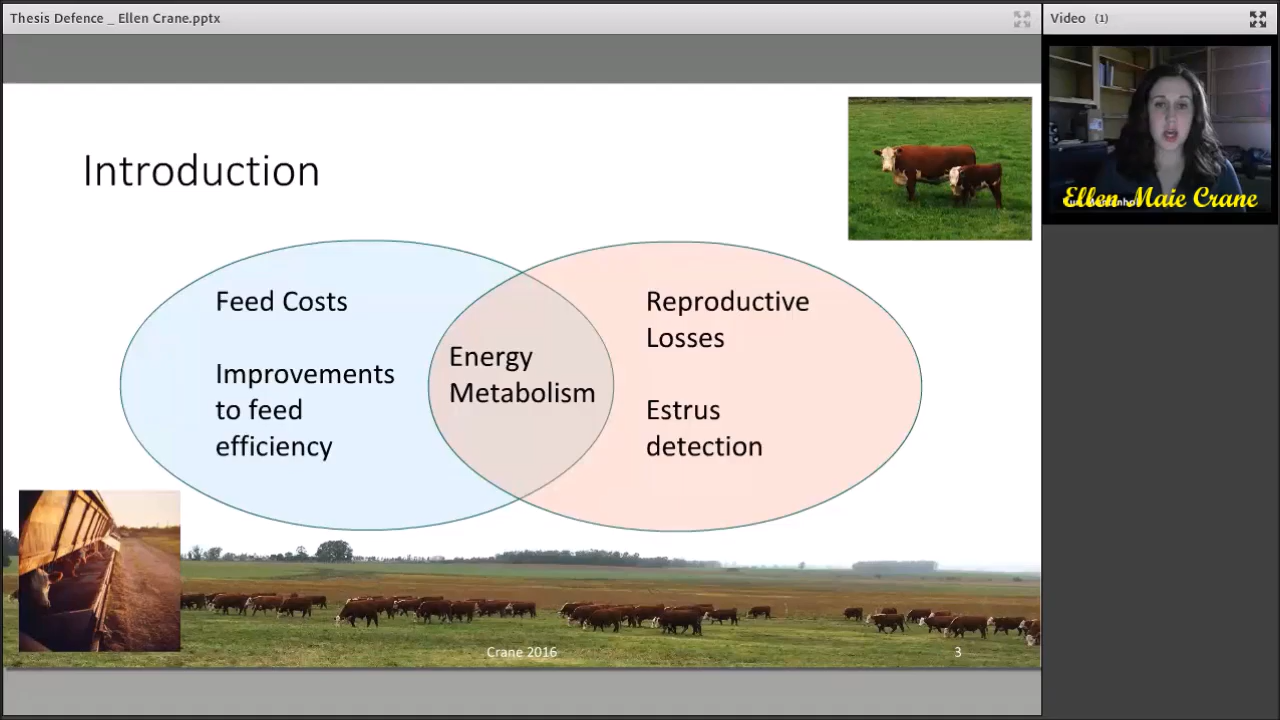 Thesis Defence _ Ellen Crane.pptx
Video (1)
Ellen Maie Crane
Introduction
Feed Costs
Improvements
to feed
efficiency
Energy
Metabolism
Reproductive
Losses
Estrus
detection
Crane 2016
3